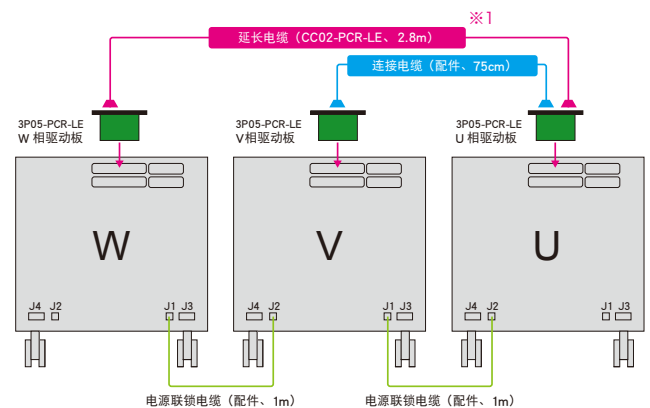 ※1
延长电缆（CC02-PCR-LE、2.8m）
连接电缆（配件、75cm）
3P05-PCR-LE
W 相驱动板
3P05-PCR-LE
V相驱动板
3P05-PCR-LE
U 相驱动板
W
V
U
J4 J2 J1 J3
J4 J2 J1 J3
J4 J2 J1 J3
电源联锁电缆（配件、1m）
电源联锁电缆（配件、1m）